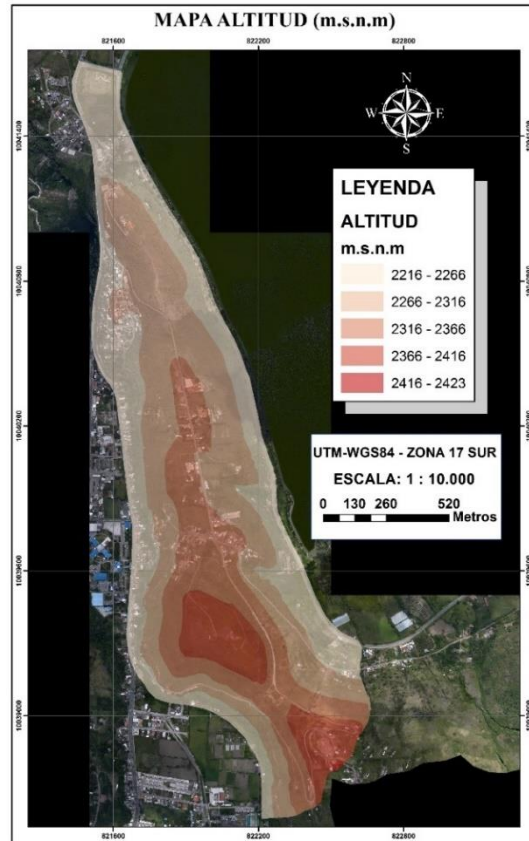 MAPA ALTITUD (m.s.n.m)
821600 822200 822800
N
W E
S
LEYENDA
ALTITUD
m.s.n.m
2216 - 2266
2266 - 2316
2316 - 2366
2366 - 2416
2416 - 2423
UTM-WGS84 - ZONA 17 SUR
ESCALA: 1 : 10.000
0 130 260 520
Metros
821600 822200 822800